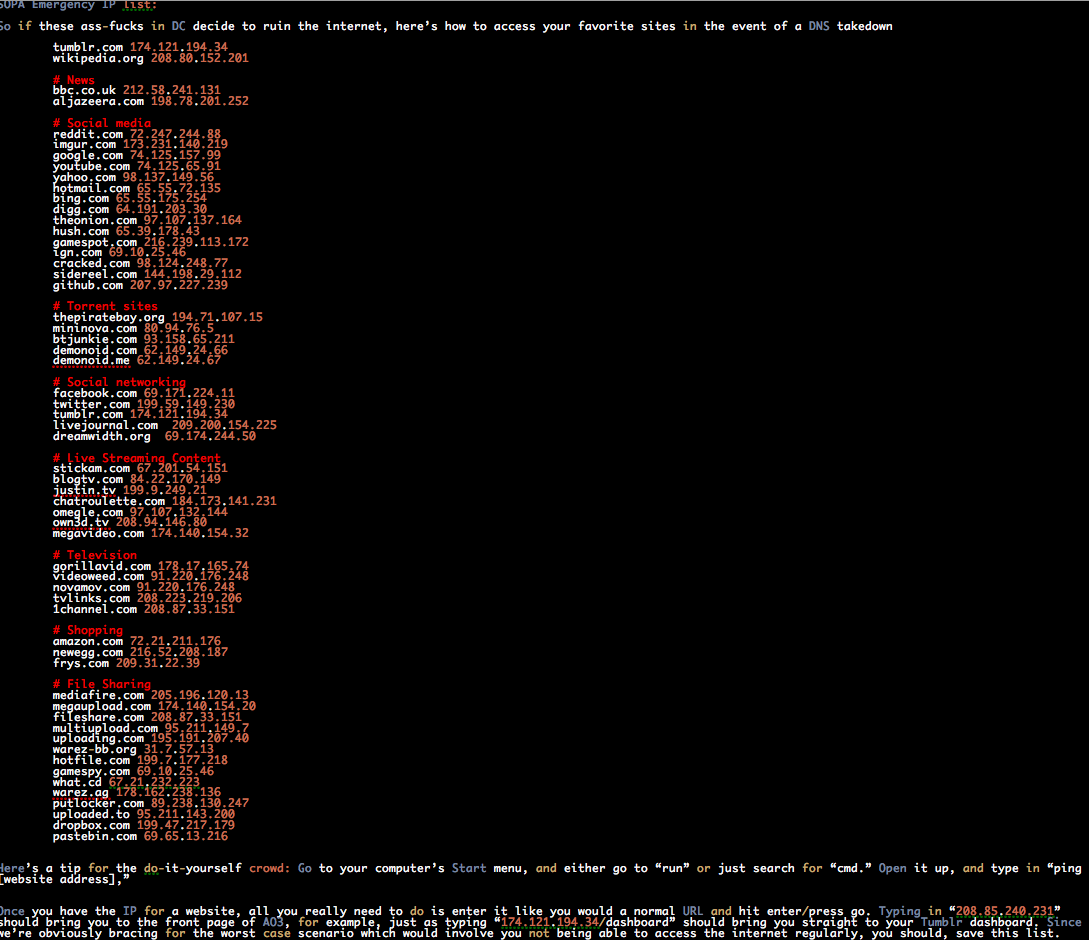 SOPA Emergency IP list:
So if these ass-fucks in DC decide to ruin the internet, here’s how to access your favorite sites in the event of a DNS takedown
tumblr.com 174.121.194.34
wikipedia.org 208.80.152.201
# News
bbc.co.uk 212.58.241.131
aljazeera.com 198.78.201.252
# Social media
reddit.com 72.247.244.88
imgur.com 173.231.140.219
google.com 74.125.157.99
youtube.com 74.125.65.91
yahoo.com 98.137.149.56
hotmail.com 65.55.72.135
bing.com 65.55.175.254
digg.com 64.191.203.30
theonion.com 97.107.137.164
hush.com 65.39.178.43
gamespot.com 216.239.113.172
ign.com 69.10.25.46
cracked.com 98.124.248.77
sidereel.com 144.198.29.112
github.com 207.97.227.239
# Torrent sites
thepiratebay.org 194.71.107.15
mininova.com 80.94.76.5
btjunkie.com 93.158.65.211
demonoid.com 62.149.24.66
demonoid.me 62.149.24.67
# Social networking
facebook.com 69.171.224.11
twitter.com 199.59.149.230
tumblr.com 174.121.194.34
livejournal.com 209.200.154.225
dreamwidth.org 69.174.244.50
# Live Streaming Content
stickam.com 67.201.54.151
blogtv.com 84.22.170.149
justin.tv 199.9.249.21
chatroulette.com 184.173.141.231
omegle.com 97.107.132.144
own3d.tv 208.94.146.80
megavideo.com 174.140.154.32
# Television
gorillavid.com 178.17.165.74
videoweed.com 91.220.176.248
novamov.com 91.220.176.248
tvlinks.com 208.223.219.206
1channel.com 208.87.33.151
# Shopping
amazon.com 72.21.211.176
newegg.com 216.52.208.187
frys.com 209.31.22.39
# File Sharing
mediafire.com 205.196.120.13
megaupload.com 174.140.154.20
fileshare.com 208.87.33.151
multiupload.com 95.211.149.7
uploading.com 195.191.207.40
warez-bb.org 31.7.57.13
hotfile.com 199.7.177.218
gamespy.com 69.10.25.46
what.cd 67.21.232.223
warez.ag 178.162.238.136
putlocker.com 89.238.130.247
uploaded.to 95.211.143.200
dropbox.com 199.47.217.179
pastebin.com 69.65.13.216
Here’s a tip for the do-it-yourself crowd: Go to your computer’s Start menu, and either go to “run” or just search for “cmd.” Open it up, and type in “ping
[website address],”
Once you have the IP for a website, all you really need to do is enter it like you would a normal URL and hit enter/press go. Typing in “208.85.240.231”
should bring you to the front page of AO3, for example, just as typing “174.121.194.34/dashboard” should bring you straight to your Tumblr dashboard. Since
we’re obviously bracing for the worst case scenario which would involve you not being able to access the internet regularly, you should, save this list.